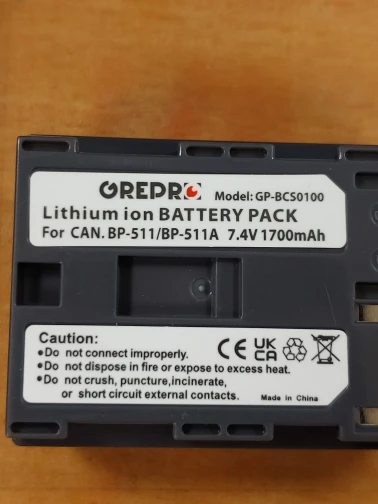 OREPRO Model: GP-BCS0100
Lithium ion BATTERY PACK
For CAN. BP-511/BP-511A 7.4V 1700mAh
Caution:
•Do not connect improperly.
•Do not dispose in fire or expose to excess heat.
•Do not crush, puncture,incinerate,
or short circuit external contacts.
CE UK CA
Made in China